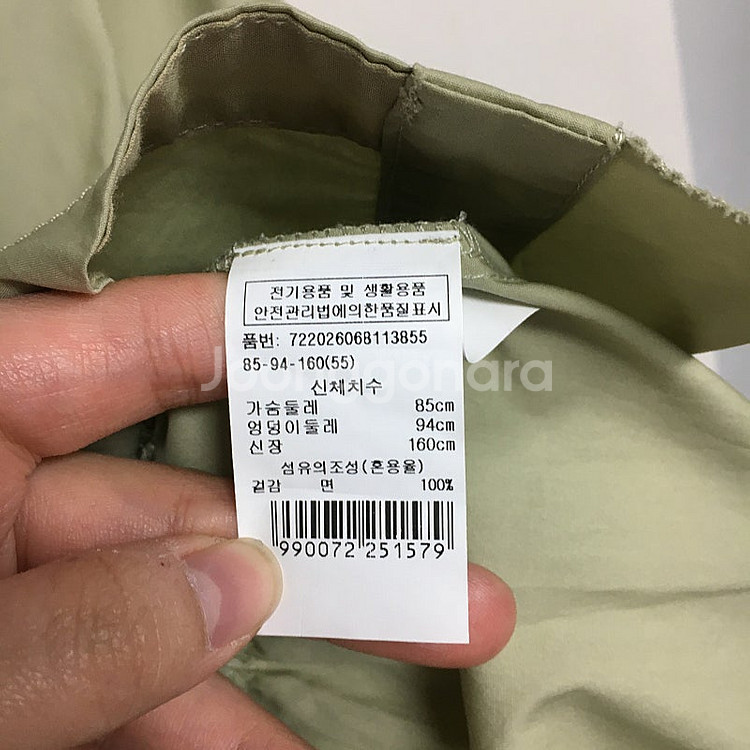 전기용품 및 생활용품
안전관리법에의한품질표시
품번: 722026068113855
85-94-160(55)
Joonggonara
신체치수
가슴둘레 85cm
엉덩이둘레 94cm
신장 160cm
섬유의조성(혼용율)
겉감 면 100%
990072 251579